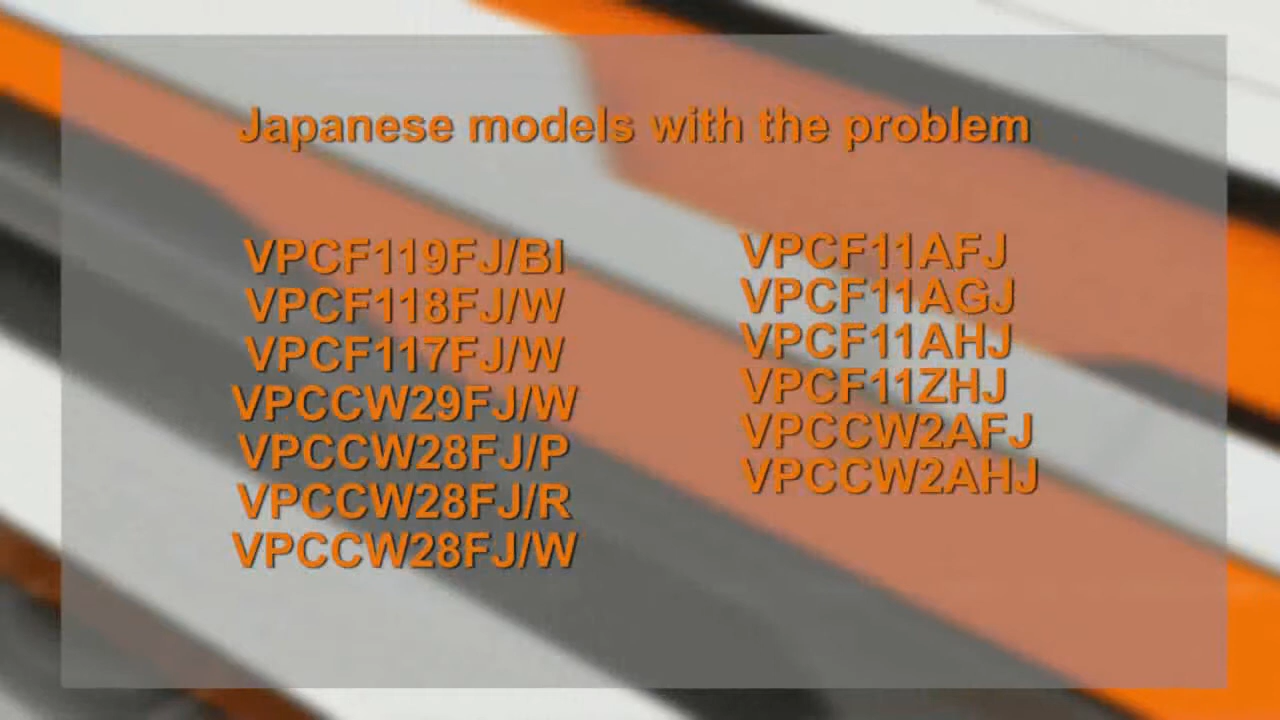 Japanese models with the problem
VPCF119FJ/BI
VPCF118FJ/W
VPCF117FJ/W
VPCCW29FJ/W
VPCCW28FJ/P
VPCCW28FJ/R
VPCCW28FJ/W
VPCF11AFJ
VPCF11AGJ
VPCF11AHJ
VPCF11ZHJ
VPCCW2AFJ
VPCCW2AHJ